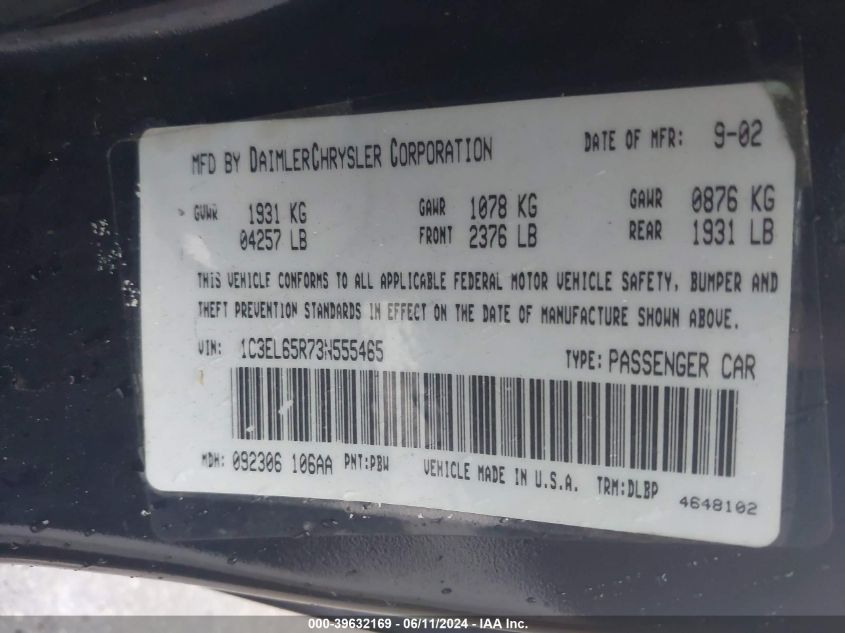 MFD BY DAIMLERCHRYSLER CORPORATION DATE OF MFR: 9-02
GVWR 1931 KG GAWR 1078 KG GAWR 0876 KG
04257 LB FRONT 2376 LB REAR 1931 LB
THIS VEHICLE CONFORMS TO ALL APPLICABLE FEDERAL MOTOR VEHICLE SAFETY, BUMPER AND
THEFT PREVENTION STANDARDS IN EFFECT ON THE DATE OF MANUFACTURE SHOWN ABOVE.
VIN: 1C3EL65R73N555465 TYPE: PASSENGER CAR
MDH: 092306 106AA PNT:PBW VEHICLE MADE IN U.S.A. TRM:DLBP 4648102
000-39632169 - 06/11/2024 - IAA Inc.